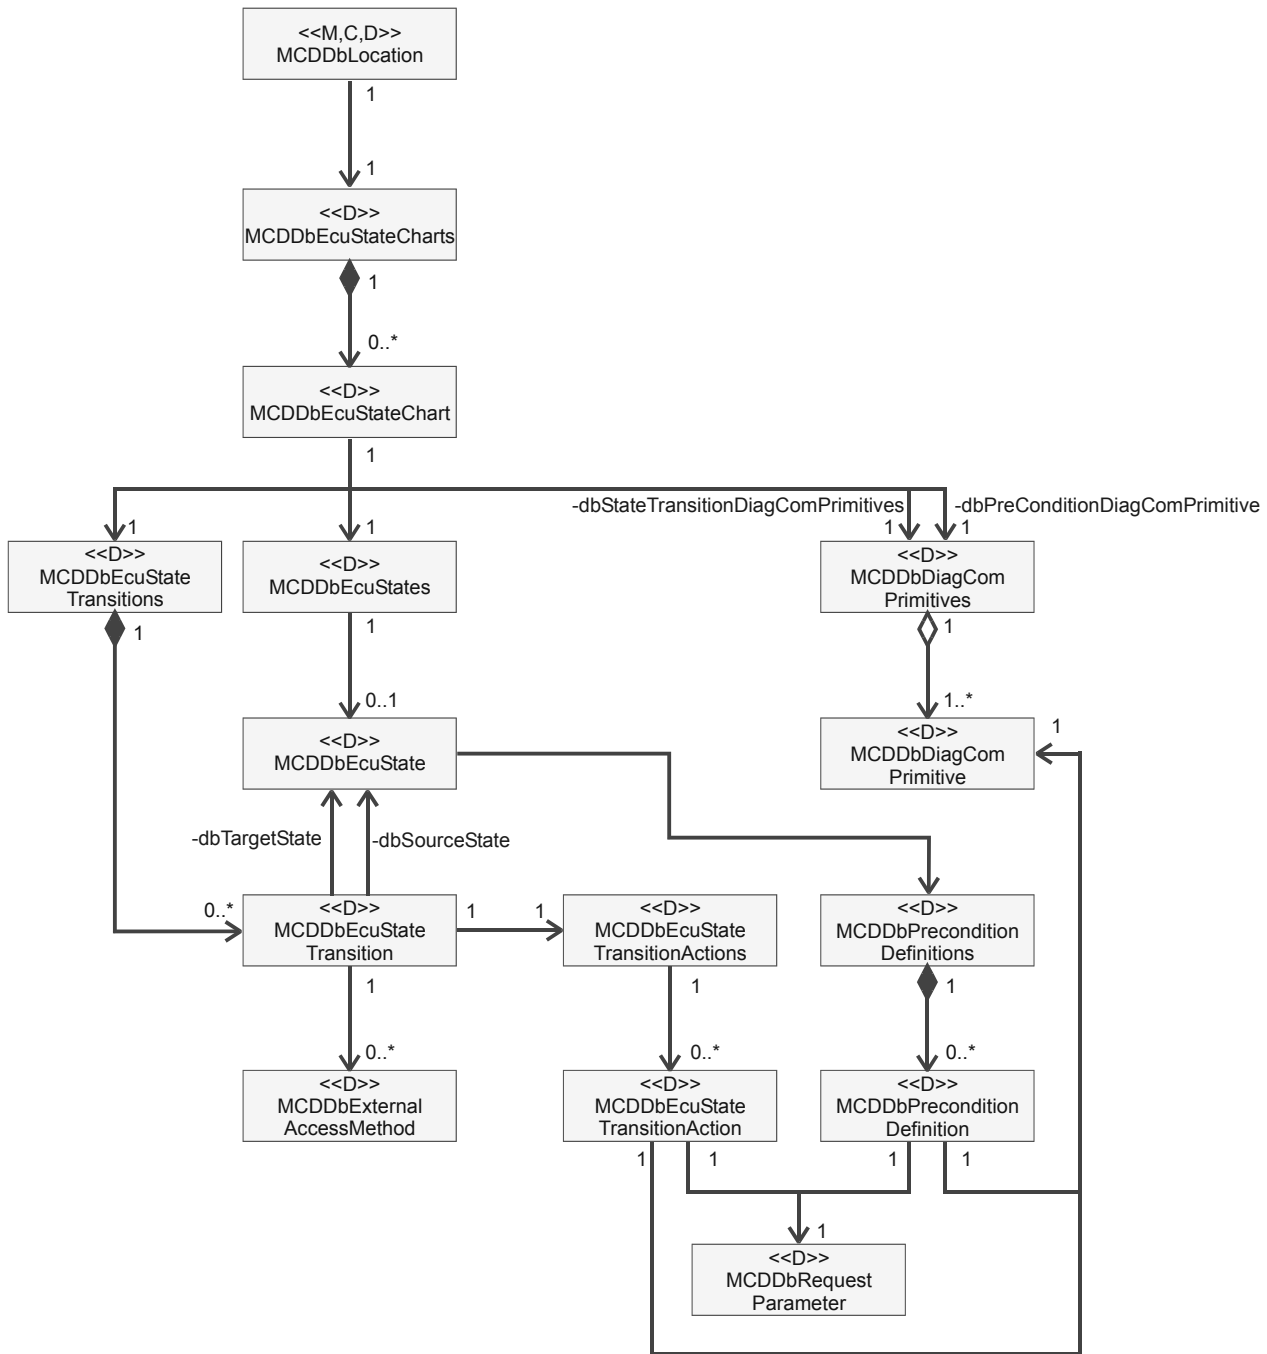 <<M,C,D>>
MCDDbLocation
1
1
<<D>>
MCDDbEcuStateCharts
1
0..*
<<D>>
MCDDbEcuStateChart
1
-dbStateTransitionDiagComPrimitives
-dbPreConditionDiagComPrimitive
1
1
1
1
<<D>>
MCDDbEcuState
Transitions
<<D>>
MCDDbEcuStates
<<D>>
MCDDbDiagCom
Primitives
1
1
1
0..1
1..*
<<D>>
MCDDbEcuState
<<D>>
MCDDbDiagCom
Primitive
1
-dbTargetState
-dbSourceState
0..*
<<D>>
MCDDbEcuState
Transition
1
1
<<D>>
MCDDbEcuState
TransitionActions
<<D>>
MCDDbPrecondition
Definitions
1
1
1
0..*
0..*
0..*
<<D>>
MCDDbExternal
AccessMethod
<<D>>
MCDDbEcuState
TransitionAction
<<D>>
MCDDbPrecondition
Definition
1
1
1
1
1
<<D>>
MCDDbRequest
Parameter